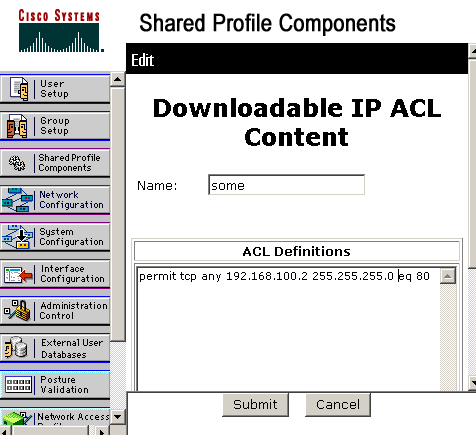 CISCO SYSTEMS
Shared Profile Components
Edit
User
Setup
Group
Setup
Shared Profile
Components
Network
Configuration
System
Configuration
Interface
Configuration
Administration
Control
External User
Databases
Posture
Validation
Network Access
Downloadable IP ACL
Content
Name: some
ACL Definitions
permit tcp any 192.168.100.2 255.255.255.0 eq 80
Submit Cancel